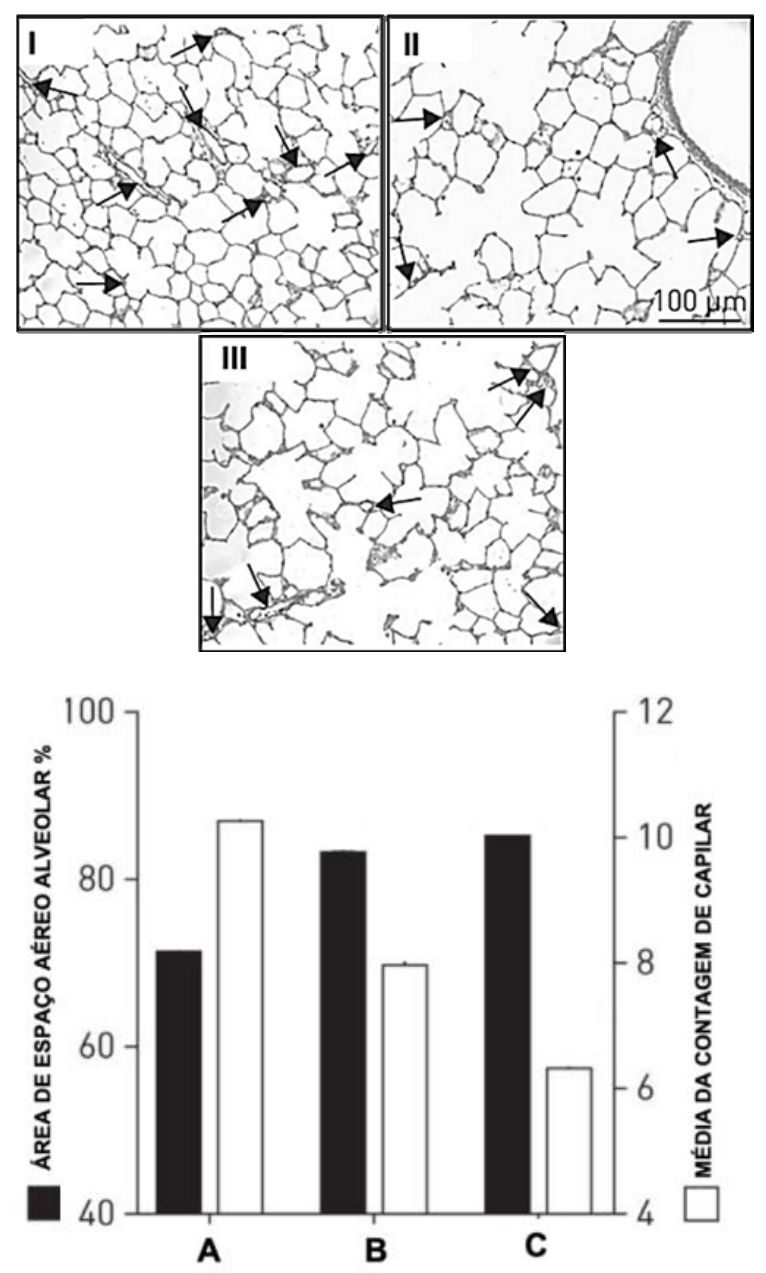 I
II
100 µm
III
100
80
60
40
ÁREA DE ESPAÇO AÉREO ALVEOLAR %
12
10
8
6
4
MÉDIA DA CONTAGEM DE CAPILAR
A
B
C